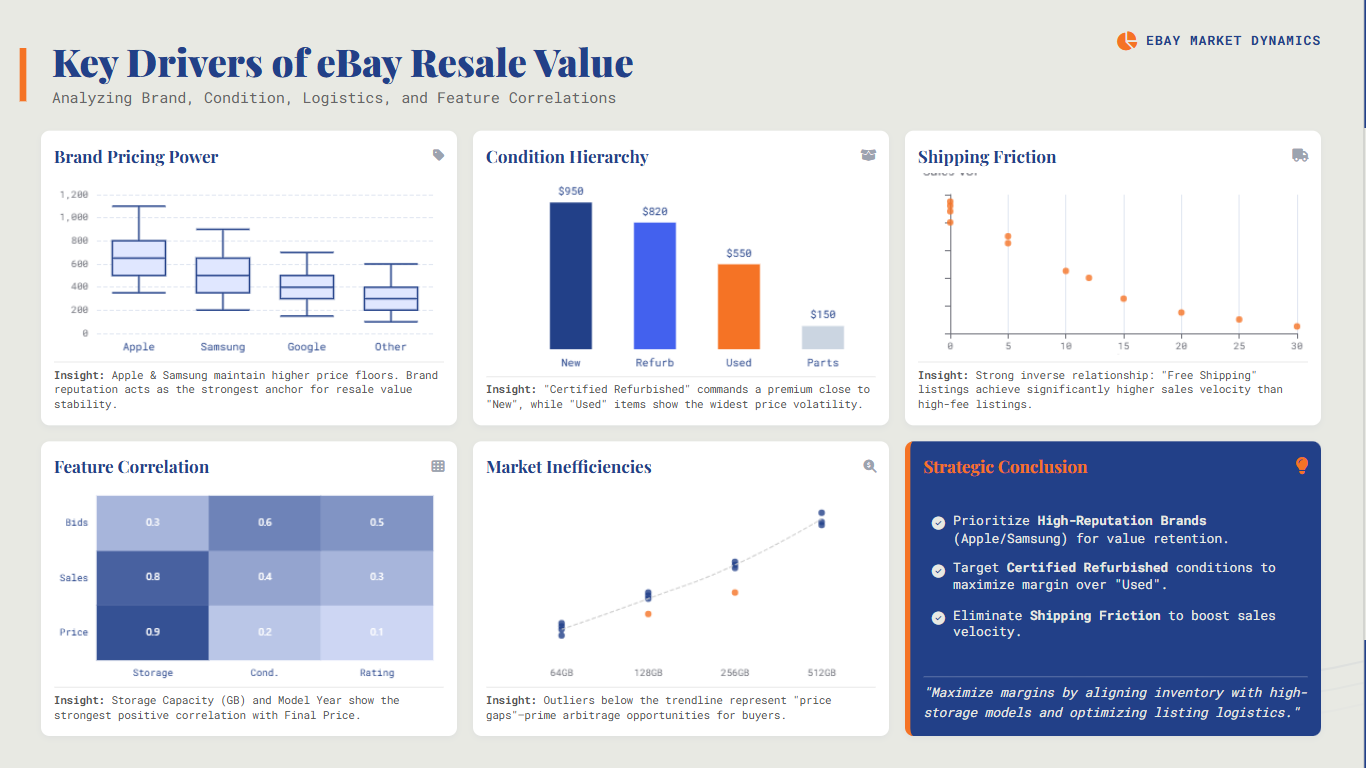 Key Drivers of eBay Resale Value
Analyzing Brand, Condition, Logistics, and Feature Correlations
EBAY MARKET DYNAMICS
Brand Pricing Power
1,200
1,000
800
600
400
200
0
Apple Samsung Google Other
Insight: Apple & Samsung maintain higher price floors. Brand
reputation acts as the strongest anchor for resale value
stability.
Condition Hierarchy
$950
$820
$550
$150
New Refurb Used Parts
Insight: "Certified Refurbished" commands a premium close to
"New", while "Used" items show the widest price volatility.
Shipping Friction
0 5 10 15 20 25 30
Insight: Strong inverse relationship: "Free Shipping"
listings achieve significantly higher sales velocity than
high-fee listings.
Feature Correlation
Bids 0.3 0.6 0.5
Sales 0.8 0.4 0.3
Price 0.9 0.2 0.1
Storage Cond. Rating
Insight: Storage Capacity (GB) and Model Year show the
strongest positive correlation with Final Price.
Market Inefficiencies
64GB 128GB 256GB 512GB
Insight: Outliers below the trendline represent "price
gaps"—prime arbitrage opportunities for buyers.
Strategic Conclusion
Prioritize High-Reputation Brands
(Apple/Samsung) for value retention.
Target Certified Refurbished conditions to
maximize margin over "Used".
Eliminate Shipping Friction to boost sales
velocity.
"Maximize margins by aligning inventory with high-
storage models and optimizing listing logistics."